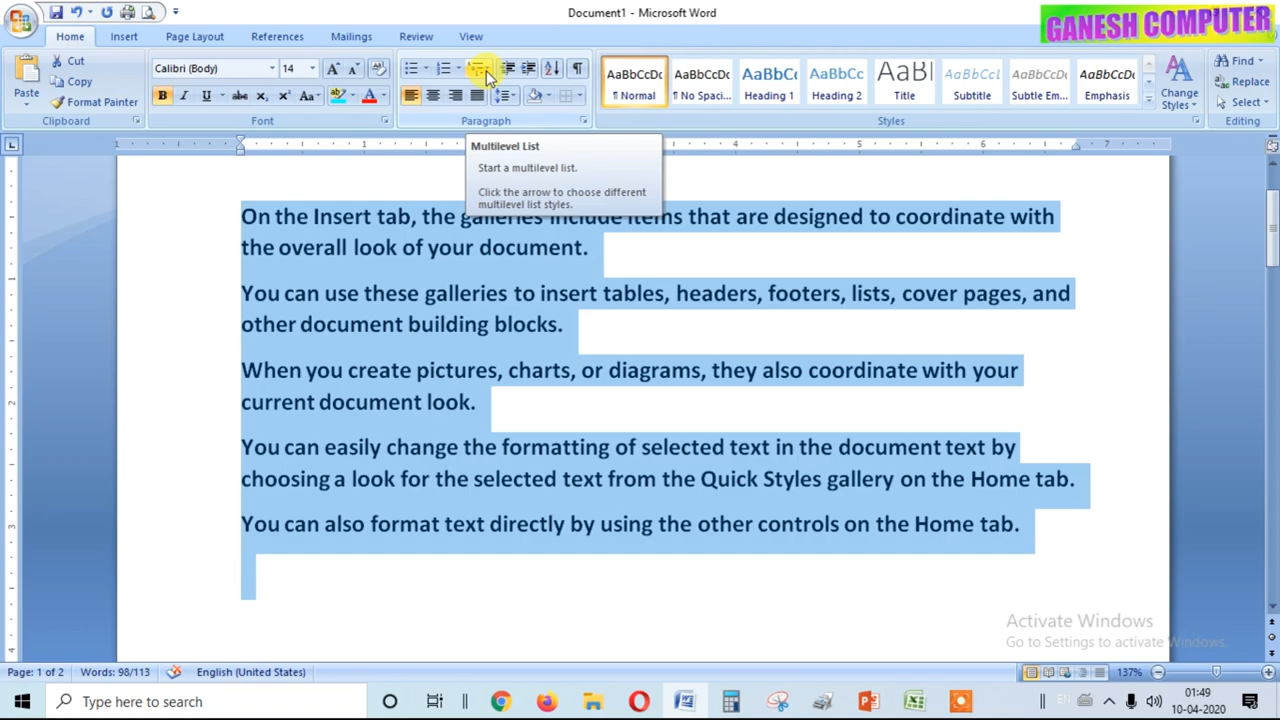 Document1 - Microsoft Word
GANESH COMPUTER
Home Insert Page Layout References Mailings Review View
Paste
Cut
Copy
Format Painter
Clipboard
Calibri (Body) 14
Font
Paragraph
AaBbCcDc AaBbCcDc AaBbC AaBbCc AaB AaBbCcL AaBbCcDc AaBbCcDc
¶ Normal ¶ No Spaci... Heading 1 Heading 2 Title Subtitle Subtle Em... Emphasis
Change
Styles
Styles
Find
Replace
Select
Editing
Multilevel List
Start a multilevel list.
Click the arrow to choose different
multilevel list styles.
On the Insert tab, the galleries include items that are designed to coordinate with
the overall look of your document.
You can use these galleries to insert tables, headers, footers, lists, cover pages, and
other document building blocks.
When you create pictures, charts, or diagrams, they also coordinate with your
current document look.
You can easily change the formatting of selected text in the document text by
choosing a look for the selected text from the Quick Styles gallery on the Home tab.
You can also format text directly by using the other controls on the Home tab.
Activate Windows
Go to Settings to activate Windows.
Page: 1 of 2 Words: 98/113 English (United States) 137%
Type here to search
01:49
10-04-2020